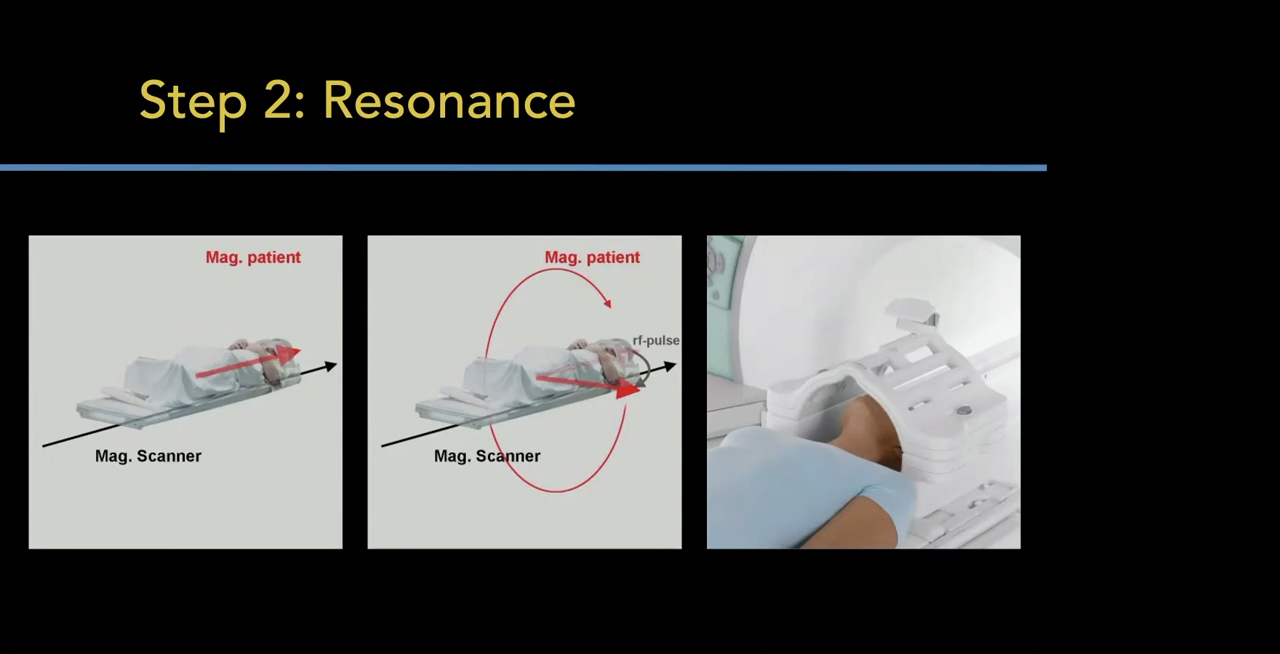 Step 2: Resonance
Mag. patient
Mag. Scanner
Mag. patient
rf-pulse
Mag. Scanner